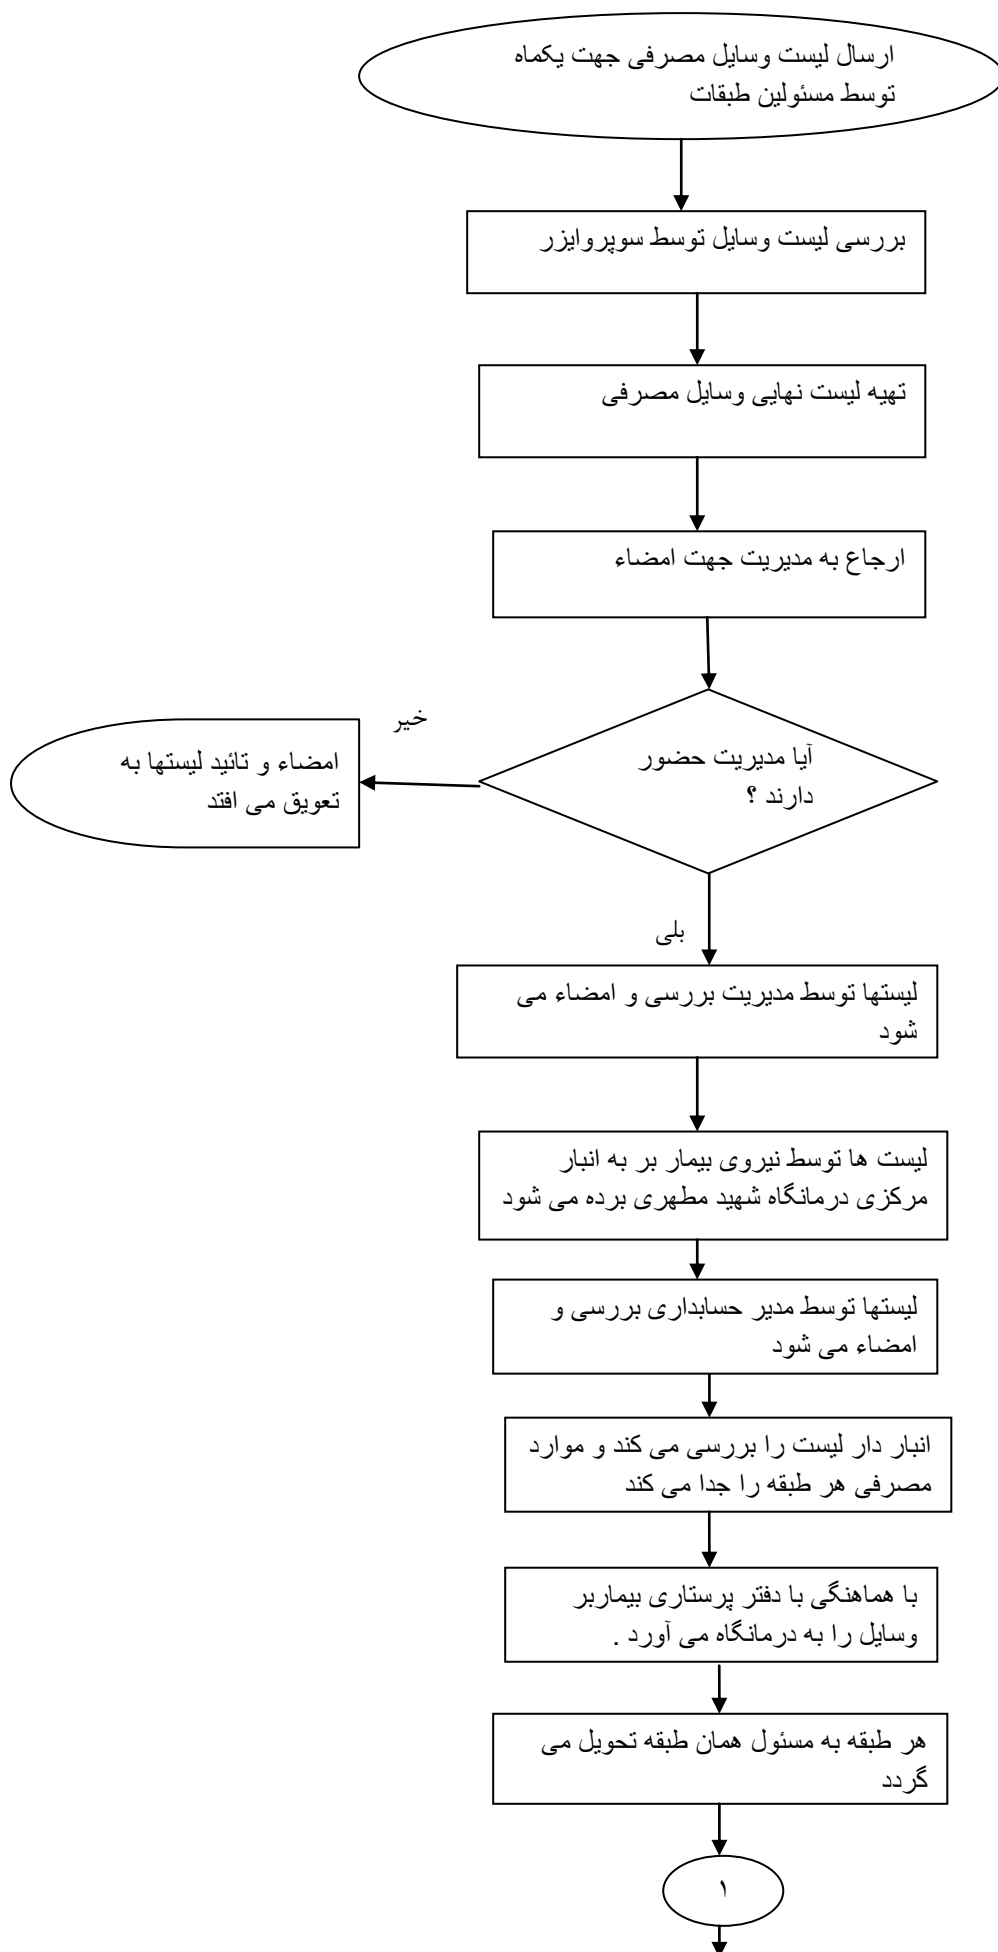 ارسال لیست وسایل مصرفی جهت یکماه
توسط مسئولین طبقات
بررسی لیست وسایل توسط سوپروایزر
تهیه لیست نهایی وسایل مصرفی
ارجاع به مدیریت جهت امضاء
آیا مدیریت حضور
دارند ؟
خیر
امضاء و تائید لیستها به
تعویق می افتد
بلی
لیستها توسط مدیریت بررسی و امضاء می
شود
لیست ها توسط نیروی بیمار بر به انبار
مرکزی درمانگاه شهید مطهری برده می شود
لیستها توسط مدیر حسابداری بررسی و
امضاء می شود
انبار دار لیست را بررسی می کند و موارد
مصرفی هر طبقه را جدا می کند
با هماهنگی با دفتر پرستاری بیماربر
وسایل را به درمانگاه می آورد .
هر طبقه به مسئول همان طبقه تحویل می
گردد
۱